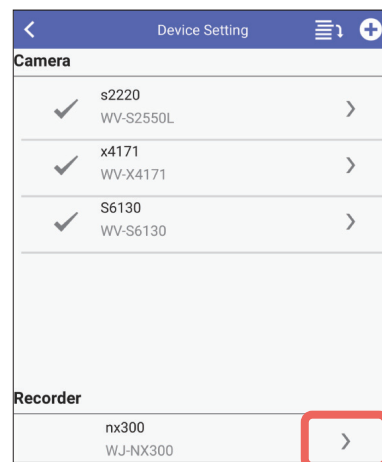 Device Setting
Camera
s2220
WV-S2550L
x4171
WV-X4171
S6130
WV-S6130
Recorder
nx300
WJ-NX300